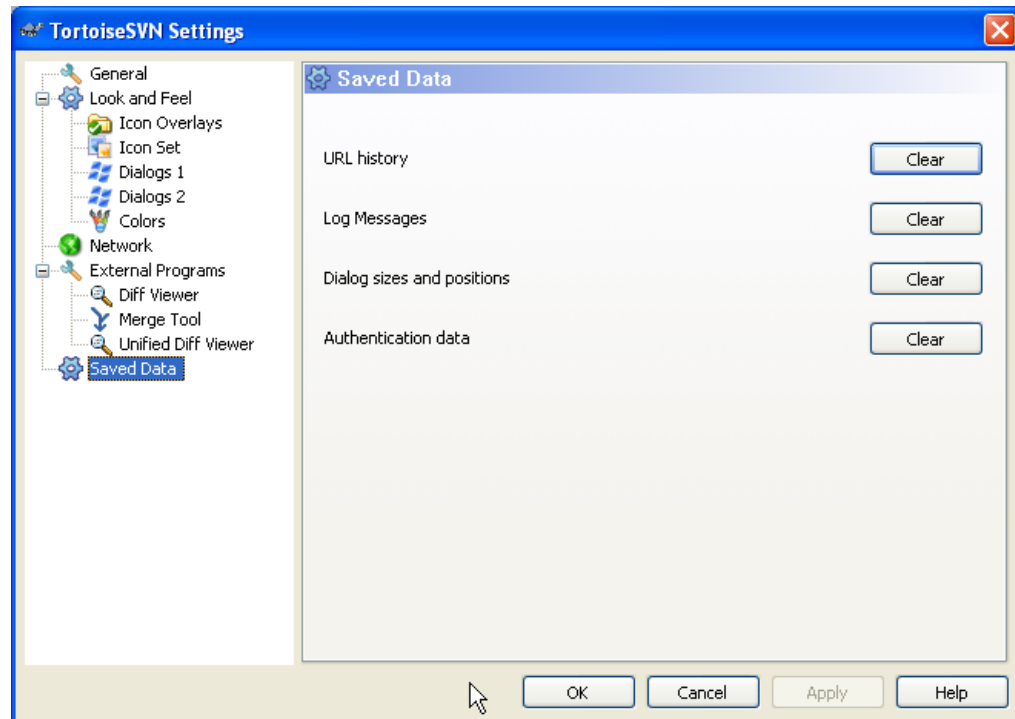 TortoiseSVN Settings
General
Look and Feel
Icon Overlays
Icon Set
Dialogs 1
Dialogs 2
Colors
Network
External Programs
Diff Viewer
Merge Tool
Unified Diff Viewer
Saved Data
Saved Data
URL history Clear
Log Messages Clear
Dialog sizes and positions Clear
Authentication data Clear
OK Cancel Apply Help